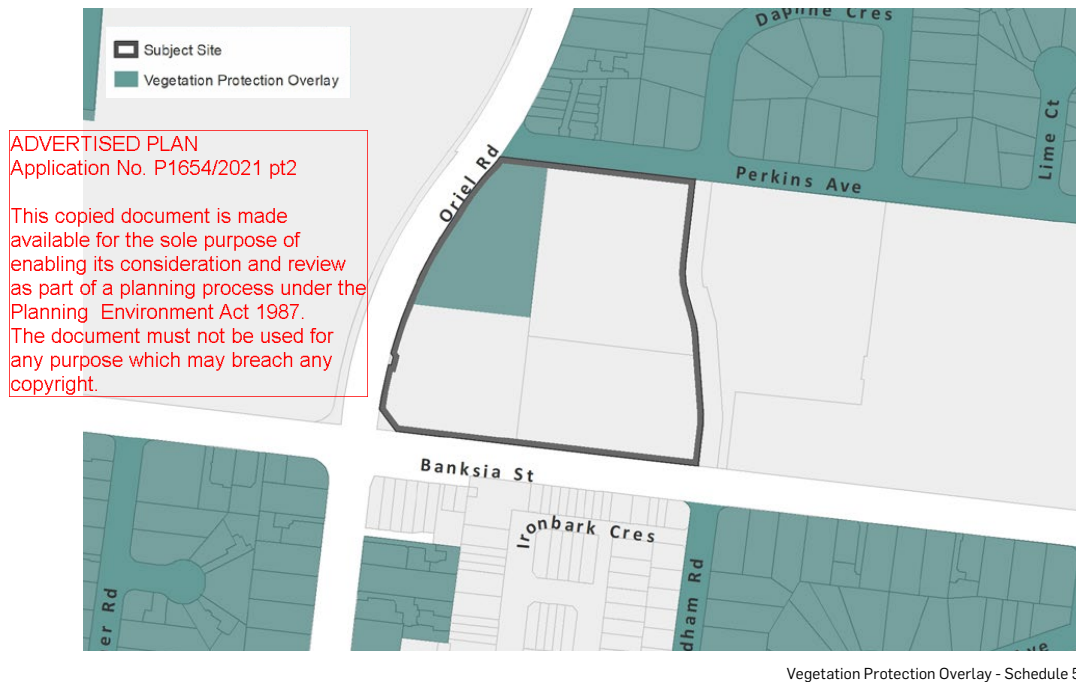 Subject Site
Vegetation Protection Overlay
ADVERTISED PLAN
Application No. P1654/2021 pt2
This copied document is made
available for the sole purpose of
enabling its consideration and review
as part of a planning process under the
Planning  Environment Act 1987.
The document must not be used for
any purpose which may breach any
copyright.
Daphne Cres
Lime Ct
Oriel Rd
Perkins Ave
Banksia St
Ironbark Cres
er Rd
dham Rd
ve
Vegetation Protection Overlay - Schedule 5